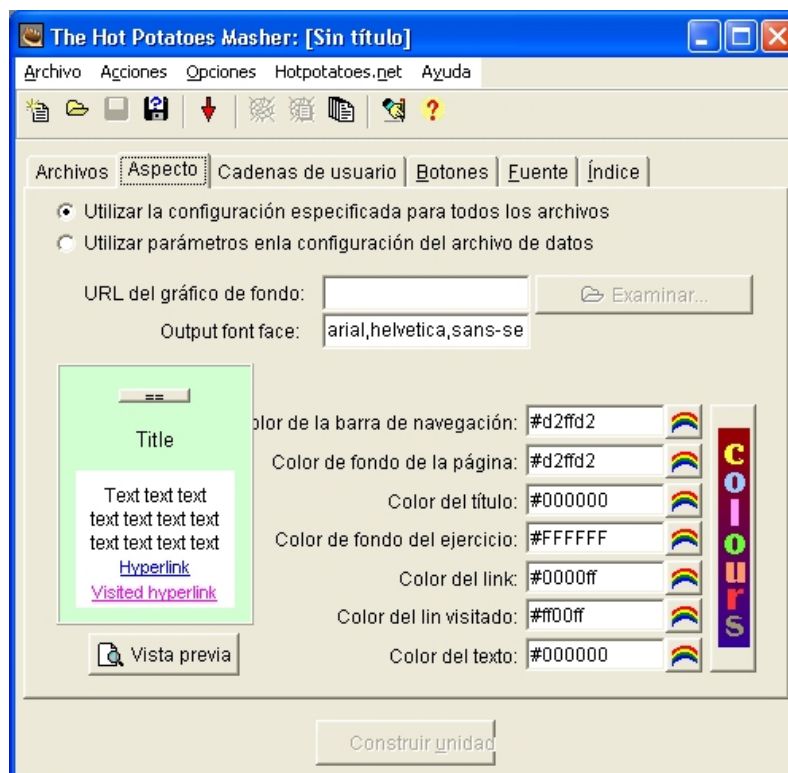 The Hot Potatoes Masher: [Sin título]
Archivo Acciones Opciones Hotpotatoes.net Ayuda
Archivos Aspecto Cadenas de usuario Botones Fuente Índice
Utilizar la configuración especificada para todos los archivos
Utilizar parámetros enla configuración del archivo de datos
URL del gráfico de fondo: Examinar...
Output font face: arial,helvetica,sans-se
==
Title
Text text text
text text text text
text text text text
Hyperlink
Visited hyperlink
Vista previa
olor de la barra de navegación: #d2ffd2
Color de fondo de la página: #d2ffd2
Color del título: #000000
Color de fondo del ejercicio: #FFFFFF
Color del link: #0000ff
Color del lin visitado: #ff00ff
Color del texto: #000000
colours
Construir unidad